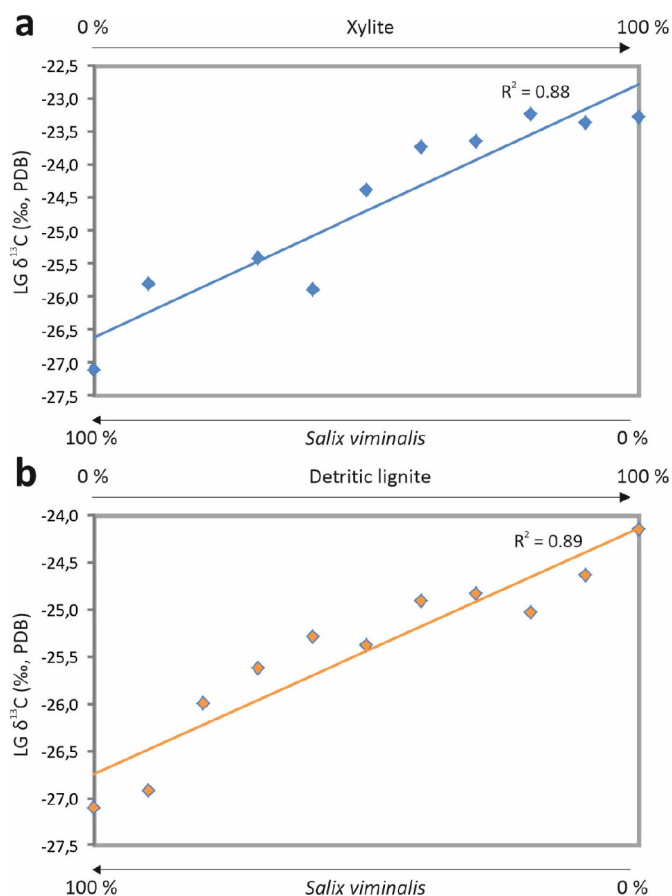 a
0 % Xylite 100 %
R² = 0.88
LG δ¹³C (‰, PDB)
-22,5
-23,0
-23,5
-24,0
-24,5
-25,0
-25,5
-26,0
-26,5
-27,0
-27,5
100 % Salix viminalis 0 %
b
0 % Detritic lignite 100 %
R² = 0.89
LG δ¹³C (‰, PDB)
-24,0
-24,5
-25,0
-25,5
-26,0
-26,5
-27,0
-27,5
100 % Salix viminalis 0 %